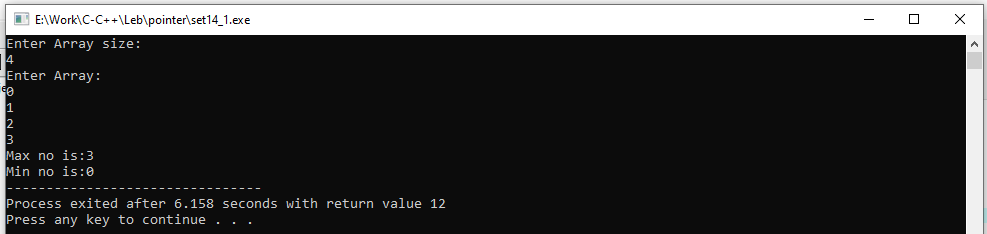 E:\Work\C-C++\Leb\pointer\set14_1.exe
Enter Array size:
4
Enter Array:
0
1
2
3
Max no is:3
Min no is:0
--------------------------------
Process exited after 6.158 seconds with return value 12
Press any key to continue . . .